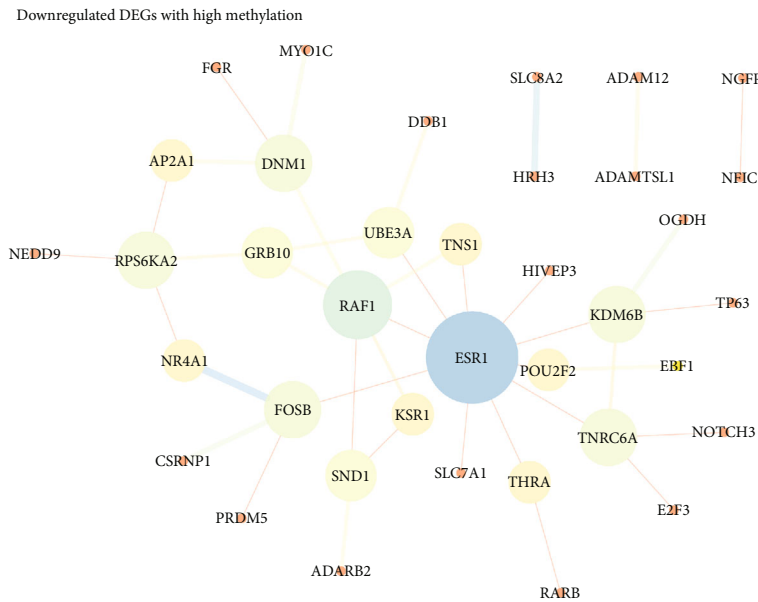 Downregulated DEGs with high methylation
MYO1C
FGR
SLC8A2
ADAM12
DDB1
AP2A1
DNM1
HRH3
ADAMTSL1
NFIC
OGDH
UBE3A
TNS1
NEDD9
RPS6KA2
GRB10
HIVEP3
RAF1
KDM6B
TP63
ESR1
NR4A1
POU2F2
EBF1
FOSB
KSR1
TNRC6A
NOTCH3
CSRNP1
SND1
SLC7A1
THRA
PRDM5
E2F3
ADARB2
RARB